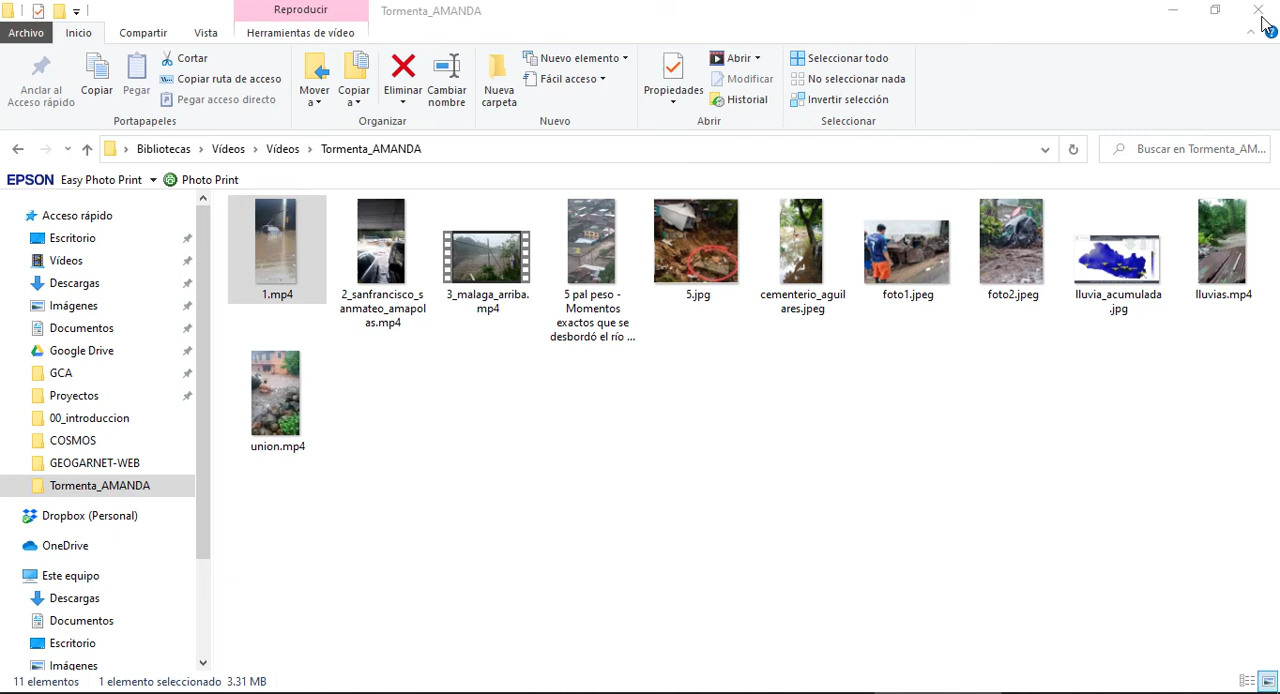 Reproducir
Tormenta_AMANDA
Archivo
Inicio
Compartir
Vista
Herramientas de vídeo
Anclar al
Acceso rápido
Copiar
Pegar
Cortar
Copiar ruta de acceso
Pegar acceso directo
Portapapeles
Mover
a
Copiar
a
Eliminar
Cambiar
nombre
Organizar
Nueva
carpeta
Nuevo elemento
Fácil acceso
Nuevo
Propiedades
Abrir
Modificar
Historial
Abrir
Seleccionar todo
No seleccionar nada
Invertir selección
Seleccionar
Bibliotecas > Vídeos > Vídeos > Tormenta_AMANDA
Buscar en Tormenta_AM...
EPSON Easy Photo Print
Photo Print
Acceso rápido
Escritorio
Vídeos
Descargas
Imágenes
Documentos
Google Drive
GCA
Proyectos
00_introduccion
COSMOS
GEOGARNET-WEB
Tormenta_AMANDA
Dropbox (Personal)
OneDrive
Este equipo
Descargas
Documentos
Escritorio
Imágenes
1.mp4
2_sanfrancisco_s
anmateo_amapol
as.mp4
3_malaga_arriba.
mp4
5 pal peso -
Momentos
exactos que se
desbordó el río ...
5.jpg
cementerio_aguil
ares.jpeg
foto1.jpeg
foto2.jpeg
lluvia_acumulada
.jpg
lluvias.mp4
union.mp4
11 elementos
1 elemento seleccionado 3.31 MB